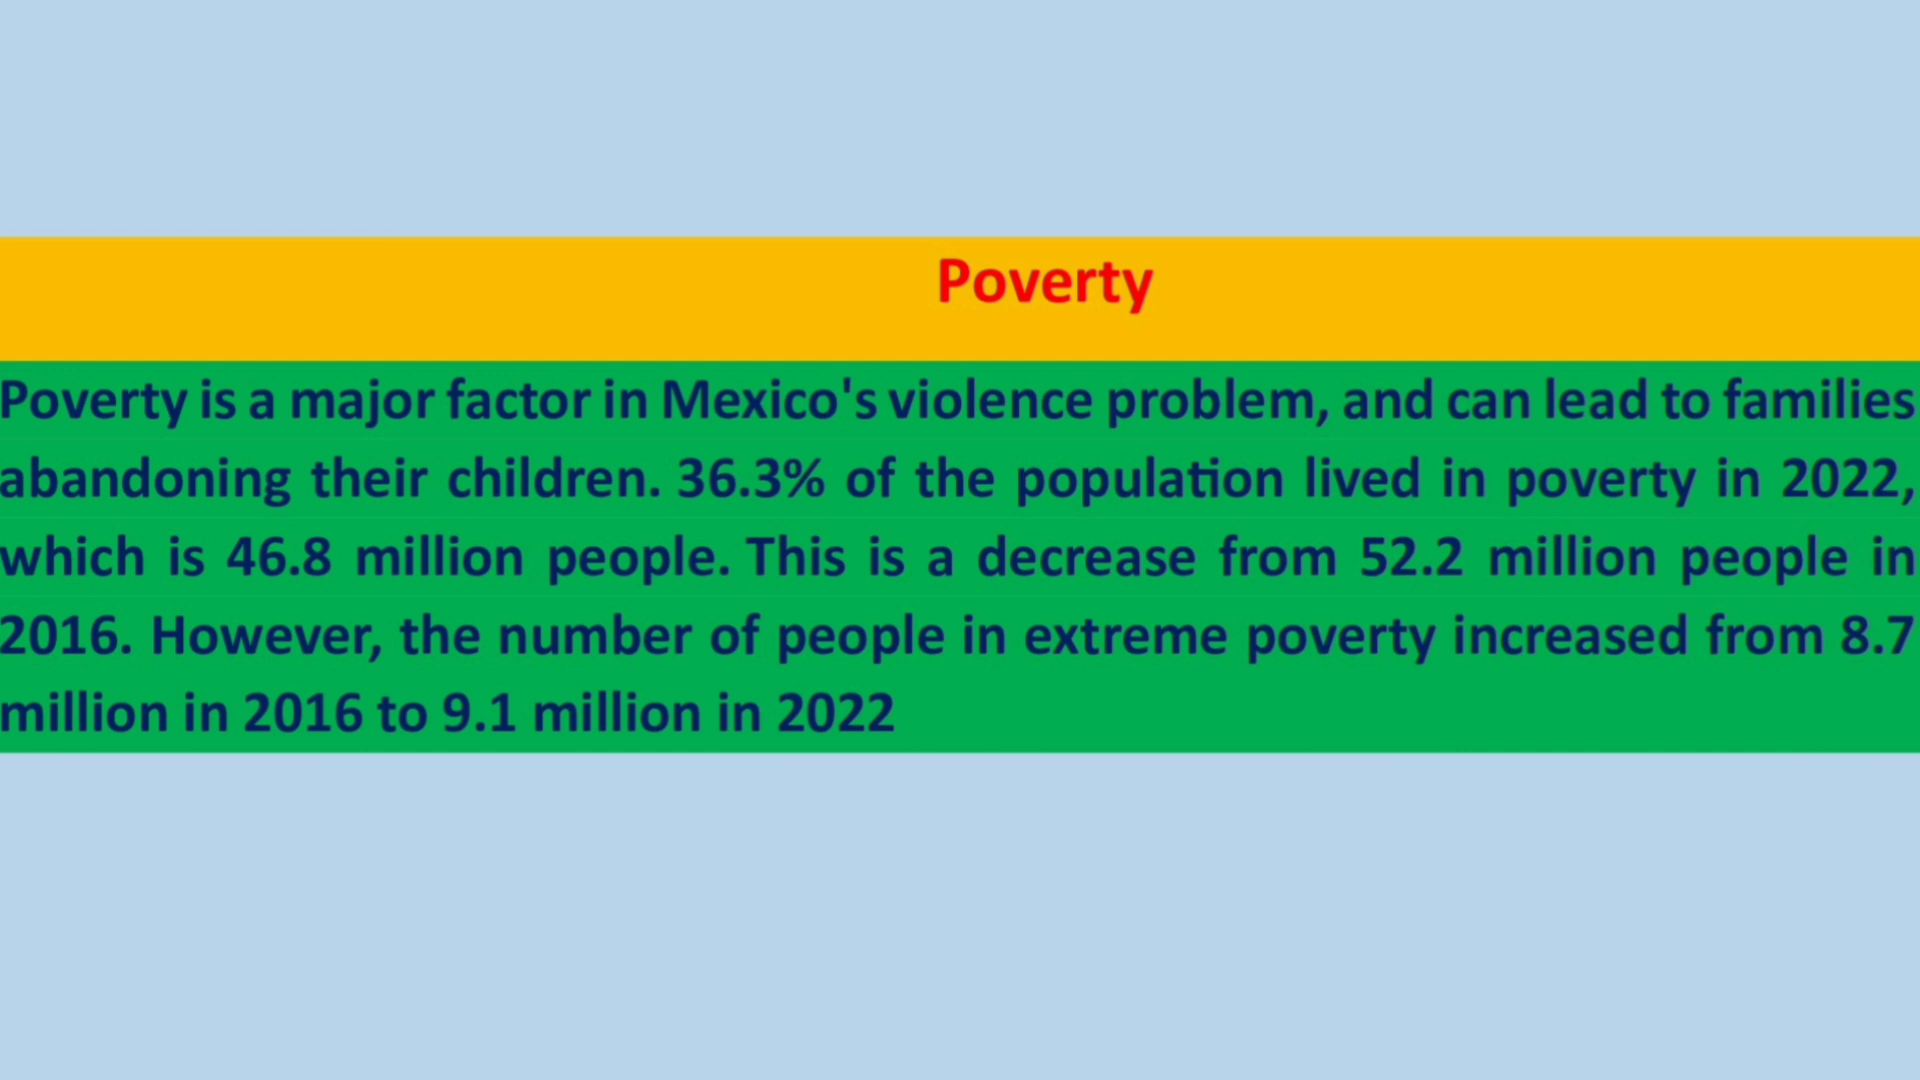 Poverty
Poverty is a major factor in Mexico's violence problem, and can lead to families
abandoning their children. 36.3% of the population lived in poverty in 2022,
which is 46.8 million people. This is a decrease from 52.2 million people in
2016. However, the number of people in extreme poverty increased from 8.7
million in 2016 to 9.1 million in 2022